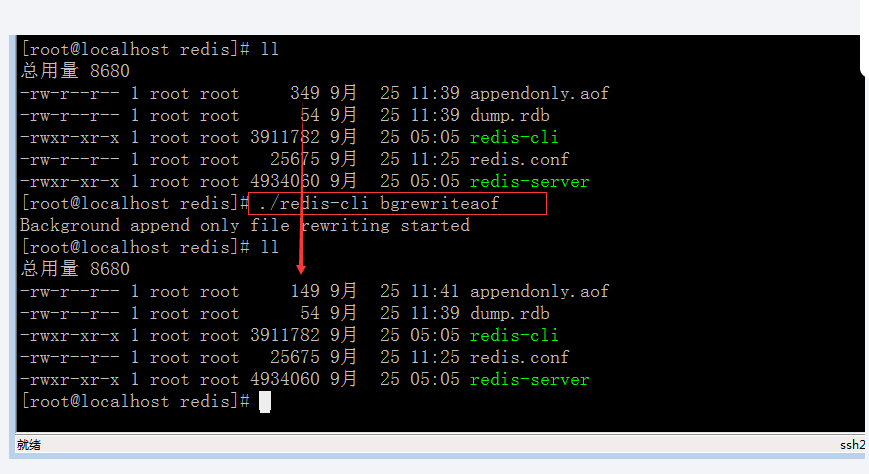 [root@localhost redis]# ll
总用量 8680
-rw-r--r-- 1 root root     349 9月  25 11:39 appendonly.aof
-rw-r--r-- 1 root root      54 9月  25 11:39 dump.rdb
-rwxr-xr-x 1 root root 3911782 9月  25 05:05 redis-cli
-rw-r--r-- 1 root root   25675 9月  25 11:25 redis.conf
-rwxr-xr-x 1 root root 4934060 9月  25 05:05 redis-server
[root@localhost redis]# ./redis-cli bgrewriteaof
Background append only file rewriting started
[root@localhost redis]# ll
总用量 8680
-rw-r--r-- 1 root root     149 9月  25 11:41 appendonly.aof
-rw-r--r-- 1 root root      54 9月  25 11:39 dump.rdb
-rwxr-xr-x 1 root root 3911782 9月  25 05:05 redis-cli
-rw-r--r-- 1 root root   25675 9月  25 11:25 redis.conf
-rwxr-xr-x 1 root root 4934060 9月  25 05:05 redis-server
[root@localhost redis]#
就绪 ssh2